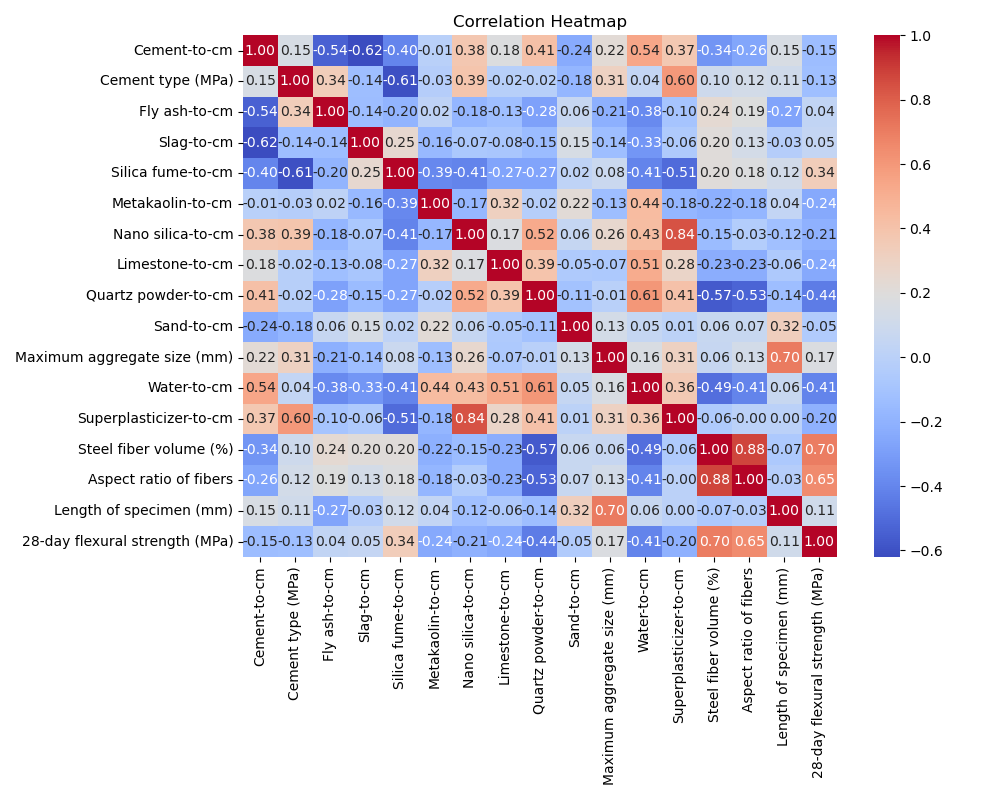 Correlation Heatmap
Cement-to-cm 1.00 0.15 -0.54 -0.62 -0.40 -0.01 0.38 0.18 0.41 -0.24 0.22 0.54 0.37 -0.34 -0.26 0.15 -0.15
Cement type (MPa) 0.15 1.00 0.34 -0.14 -0.61 -0.03 0.39 -0.02 -0.02 -0.18 0.31 0.04 0.60 0.10 0.12 0.11 -0.13
Fly ash-to-cm -0.54 0.34 1.00 -0.14 -0.20 0.02 -0.18 -0.13 -0.28 0.06 -0.21 -0.38 -0.10 0.24 0.19 -0.27 0.04
Slag-to-cm -0.62 -0.14 -0.14 1.00 0.25 -0.16 -0.07 -0.08 -0.15 0.15 -0.14 -0.33 -0.06 0.20 0.13 -0.03 0.05
Silica fume-to-cm -0.40 -0.61 -0.20 0.25 1.00 -0.39 -0.41 -0.27 -0.27 0.02 0.08 -0.41 -0.51 0.20 0.18 0.12 0.34
Metakaolin-to-cm -0.01 -0.03 0.02 -0.16 -0.39 1.00 -0.17 0.32 -0.02 0.22 -0.13 0.44 -0.18 -0.22 -0.18 0.04 -0.24
Nano silica-to-cm 0.38 0.39 -0.18 -0.07 -0.41 -0.17 1.00 0.17 0.52 0.06 0.26 0.43 0.84 -0.15 -0.03 -0.12 -0.21
Limestone-to-cm 0.18 -0.02 -0.13 -0.08 -0.27 0.32 0.17 1.00 0.39 -0.05 -0.07 0.51 0.28 -0.23 -0.23 -0.06 -0.24
Quartz powder-to-cm 0.41 -0.02 -0.28 -0.15 -0.27 -0.02 0.52 0.39 1.00 -0.11 -0.01 0.61 0.41 -0.57 -0.53 -0.14 -0.44
Sand-to-cm -0.24 -0.18 0.06 0.15 0.02 0.22 0.06 -0.05 -0.11 1.00 0.13 0.05 0.01 0.06 0.07 0.32 -0.05
Maximum aggregate size (mm) 0.22 0.31 -0.21 -0.14 0.08 -0.13 0.26 -0.07 -0.01 0.13 1.00 0.16 0.31 0.06 0.13 0.70 0.17
Water-to-cm 0.54 0.04 -0.38 -0.33 -0.41 0.44 0.43 0.51 0.61 0.05 0.16 1.00 0.36 -0.49 -0.41 0.06 -0.41
Superplasticizer-to-cm 0.37 0.60 -0.10 -0.06 -0.51 -0.18 0.84 0.28 0.41 0.01 0.31 0.36 1.00 -0.06 -0.00 0.00 -0.20
Steel fiber volume (%) -0.34 0.10 0.24 0.20 0.20 -0.22 -0.15 -0.23 -0.57 0.06 0.06 -0.49 -0.06 1.00 0.88 -0.07 0.70
Aspect ratio of fibers -0.26 0.12 0.19 0.13 0.18 -0.18 -0.03 -0.23 -0.53 0.07 0.13 -0.41 -0.00 0.88 1.00 -0.03 0.65
Length of specimen (mm) 0.15 0.11 -0.27 -0.03 0.12 0.04 -0.12 -0.06 -0.14 0.32 0.70 0.06 0.00 -0.07 -0.03 1.00 0.11
28-day flexural strength (MPa) -0.15 -0.13 0.04 0.05 0.34 -0.24 -0.21 -0.24 -0.44 -0.05 0.17 -0.41 -0.20 0.70 0.65 0.11 1.00
Cement-to-cm
Cement type (MPa)
Fly ash-to-cm
Slag-to-cm
Silica fume-to-cm
Metakaolin-to-cm
Nano silica-to-cm
Limestone-to-cm
Quartz powder-to-cm
Sand-to-cm
Maximum aggregate size (mm)
Water-to-cm
Superplasticizer-to-cm
Steel fiber volume (%)
Aspect ratio of fibers
Length of specimen (mm)
28-day flexural strength (MPa)
1.0
0.8
0.6
0.4
0.2
0.0
−0.2
−0.4
−0.6